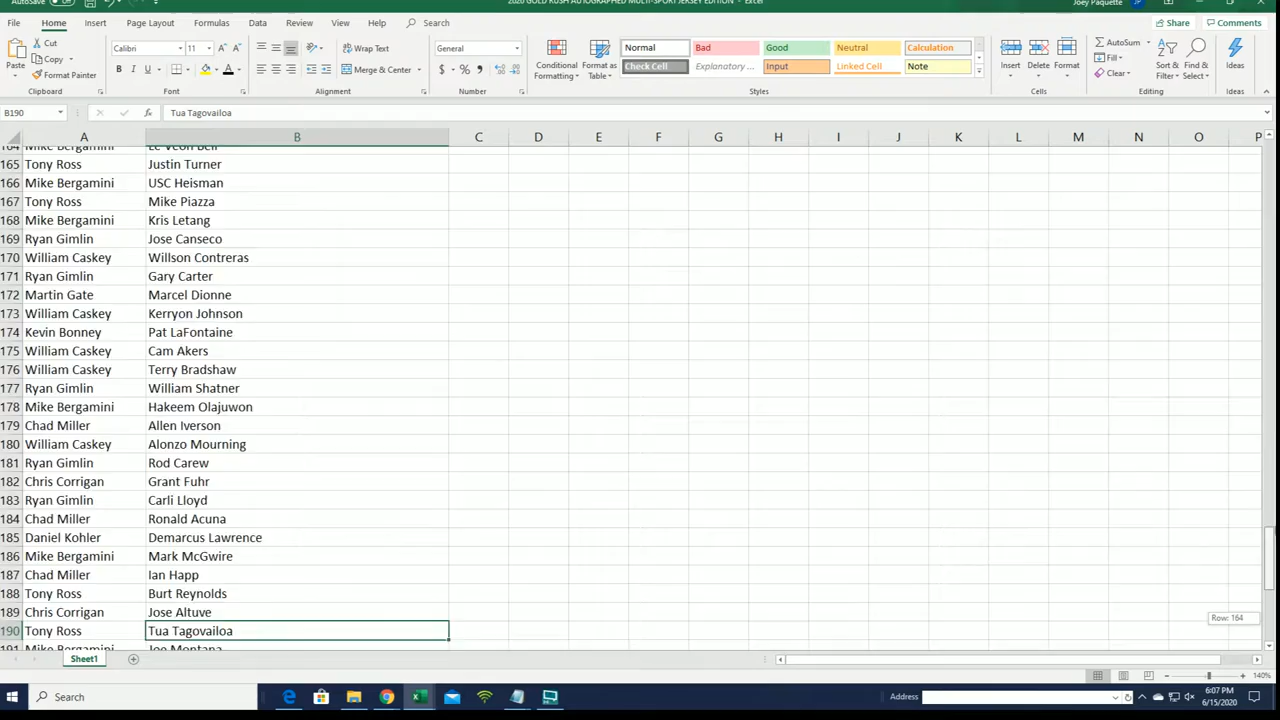 AutoSave 2020 GOLD RUSH AUTOGRAPHED MULTI-SPORT JERSEY EDITION - Excel Joey Paquette JP
File Home Insert Page Layout Formulas Data Review View Help Search Share Comments
Paste Cut Copy Format Painter Clipboard
Calibri 11 A A B I U A Font
Wrap Text Merge & Center Alignment
General $ % 9 Number
Conditional Formatting Format as Table
Normal Bad Good Neutral Calculation
Check Cell Explanatory ... Input Linked Cell Note
Styles
Insert Delete Format Cells
AutoSum Fill Clear Sort & Filter Find & Select Editing
Ideas Ideas
B190 fx Tua Tagovailoa
A B C D E F G H I J K L M N O P
164 Mike Bergamini Le'Veon Bell
165 Tony Ross Justin Turner
166 Mike Bergamini USC Heisman
167 Tony Ross Mike Piazza
168 Mike Bergamini Kris Letang
169 Ryan Gimlin Jose Canseco
170 William Caskey Willson Contreras
171 Ryan Gimlin Gary Carter
172 Martin Gate Marcel Dionne
173 William Caskey Kerryon Johnson
174 Kevin Bonney Pat LaFontaine
175 William Caskey Cam Akers
176 William Caskey Terry Bradshaw
177 Ryan Gimlin William Shatner
178 Mike Bergamini Hakeem Olajuwon
179 Chad Miller Allen Iverson
180 William Caskey Alonzo Mourning
181 Ryan Gimlin Rod Carew
182 Chris Corrigan Grant Fuhr
183 Ryan Gimlin Carli Lloyd
184 Chad Miller Ronald Acuna
185 Daniel Kohler Demarcus Lawrence
186 Mike Bergamini Mark McGwire
187 Chad Miller Ian Happ
188 Tony Ross Burt Reynolds
189 Chris Corrigan Jose Altuve
190 Tony Ross Tua Tagovailoa
191 Mike Bergamini Joe Montana
Row: 164
Sheet1
140%
Search Address 6:07 PM
6/15/2020